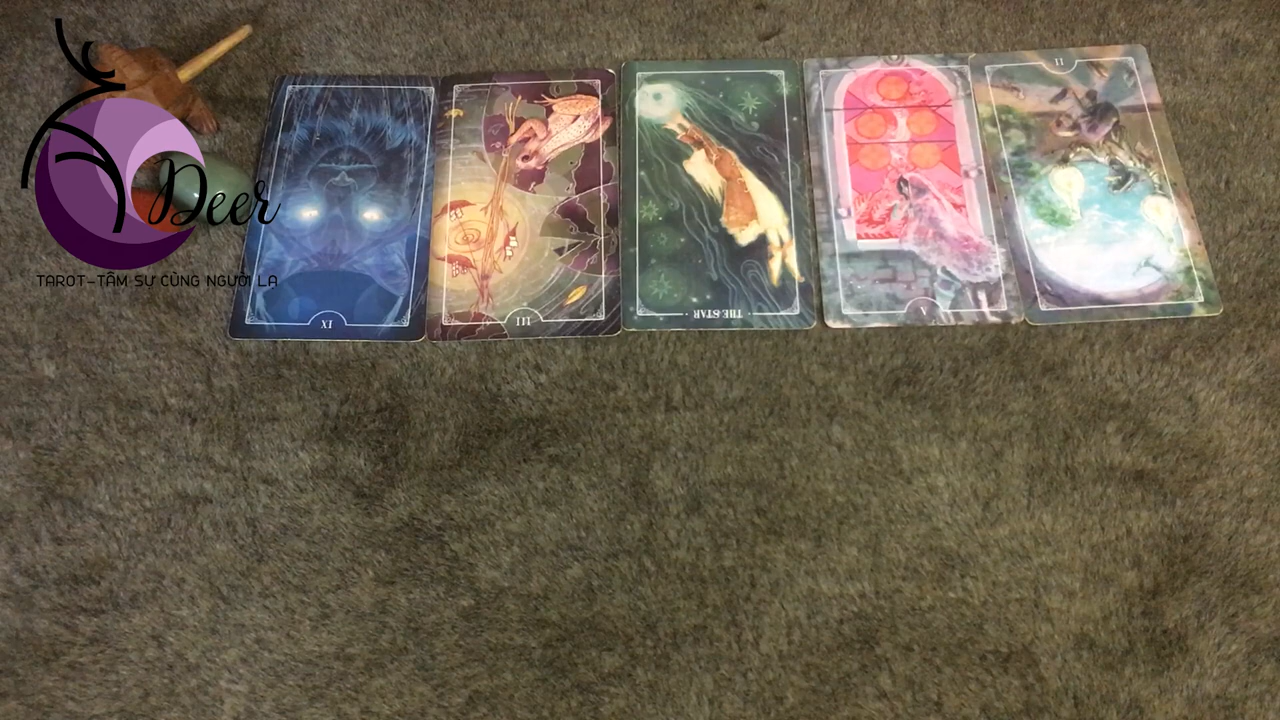 Deer
TAROT-TÂM SỰ CÙNG NGƯỜI LẠ
IX
III
THE·STAR
V
II